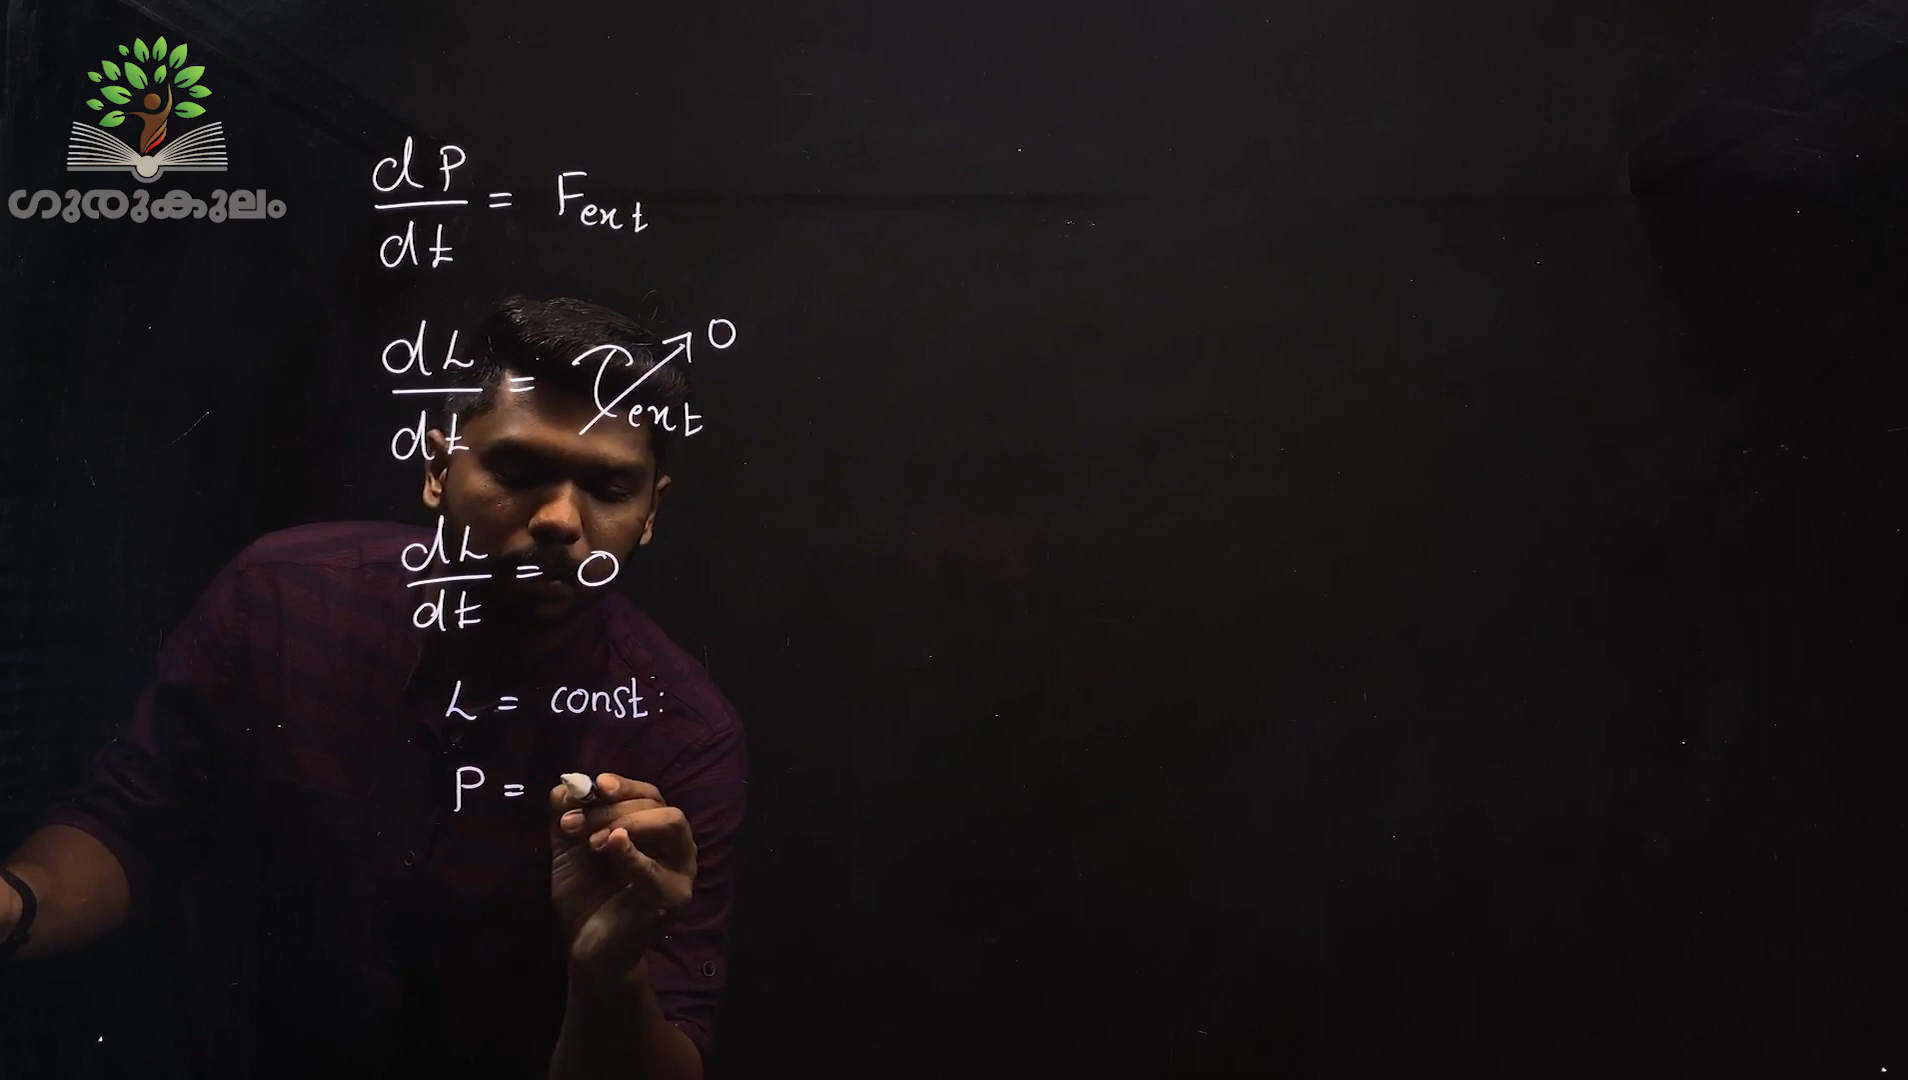 ഗുരുകുലം
dP/dt = Fext
dL/dt = τext → 0
dL/dt = 0
L = const:
P =